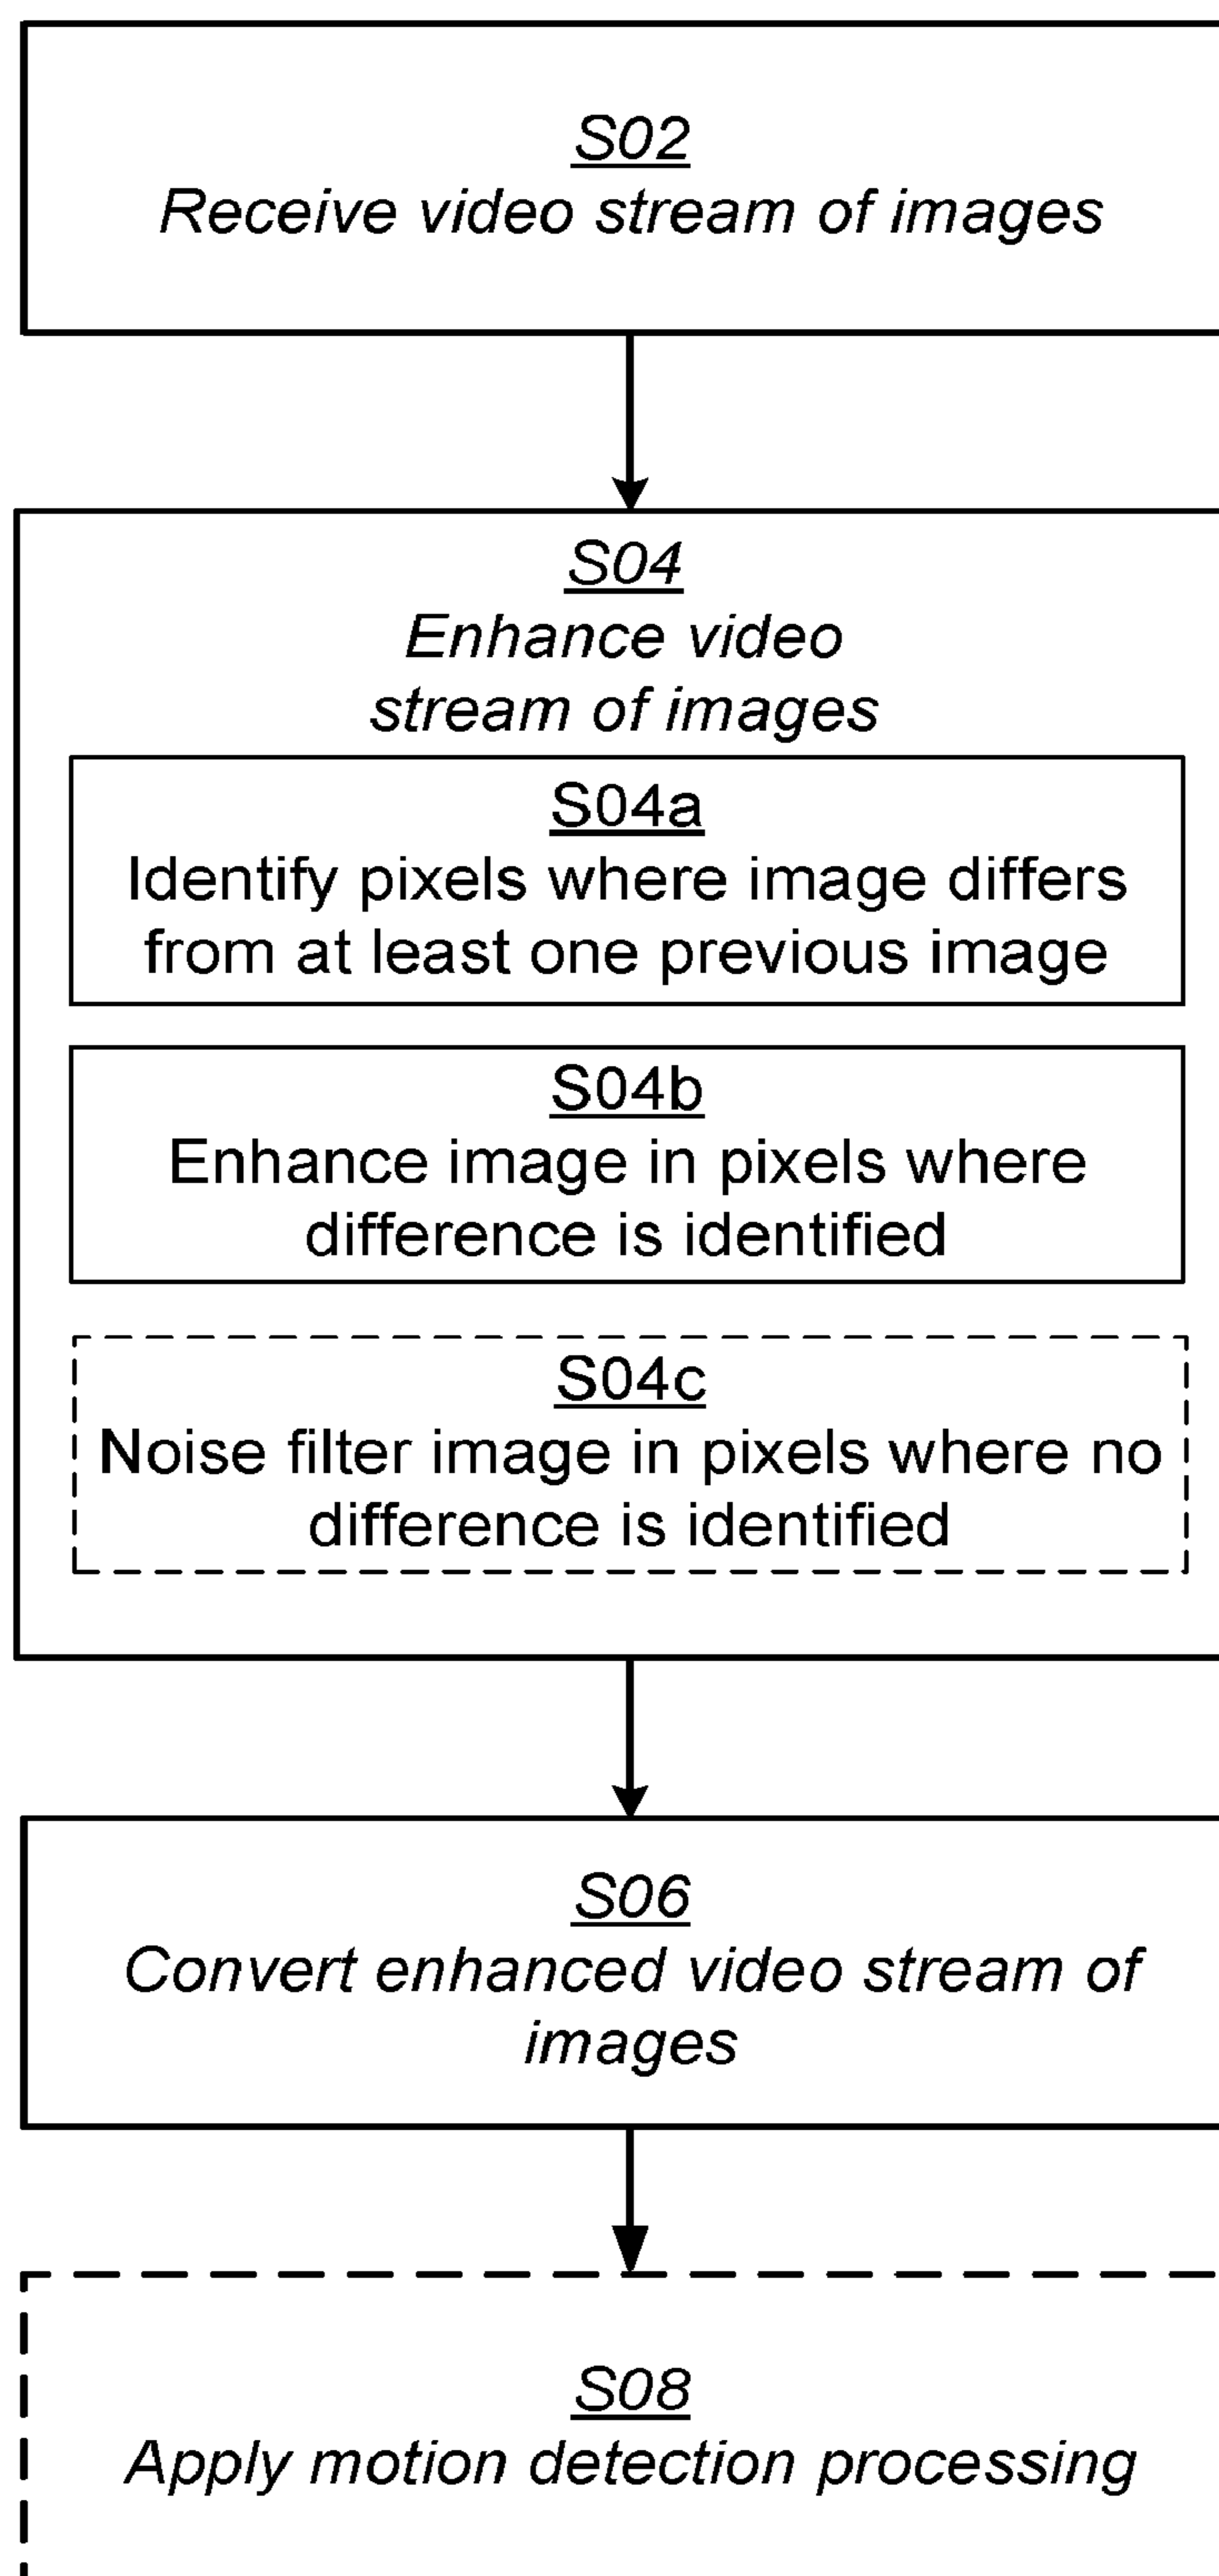 S02
Receive video stream of images
S04
Enhance video
stream of images
S04a
Identify pixels where image differs
from at least one previous image
S04b
Enhance image in pixels where
difference is identified
S04c
Noise filter image in pixels where no
difference is identified
S06
Convert enhanced video stream of
images
S08
Apply motion detection processing